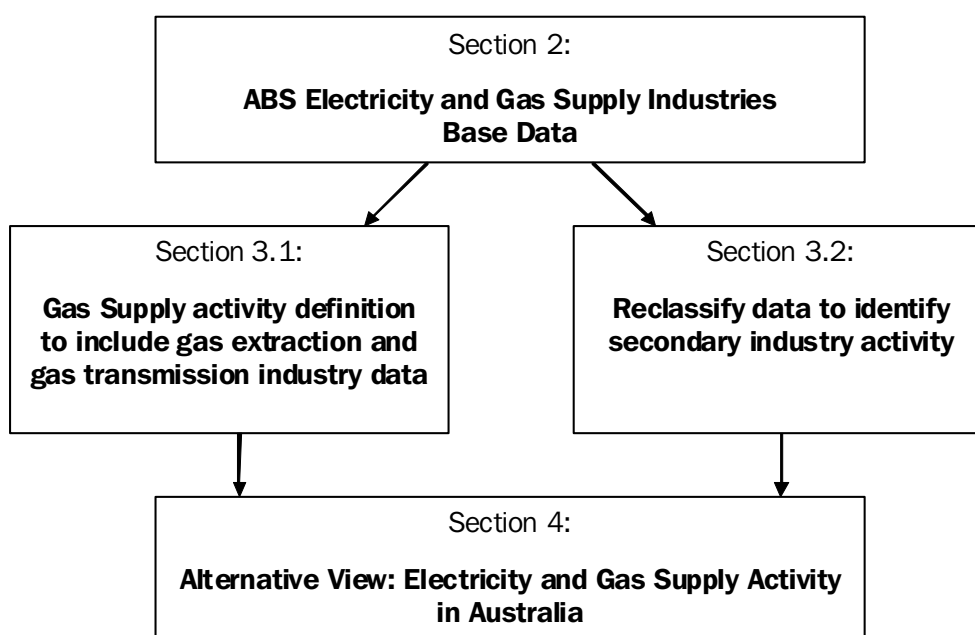 Section 2:
ABS Electricity and Gas Supply Industries
Base Data
Section 3.1:
Gas Supply activity definition
to include gas extraction and
gas transmission industry data
Section 3.2:
Reclassify data to identify
secondary industry activity
Section 4:
Alternative View: Electricity and Gas Supply Activity
in Australia